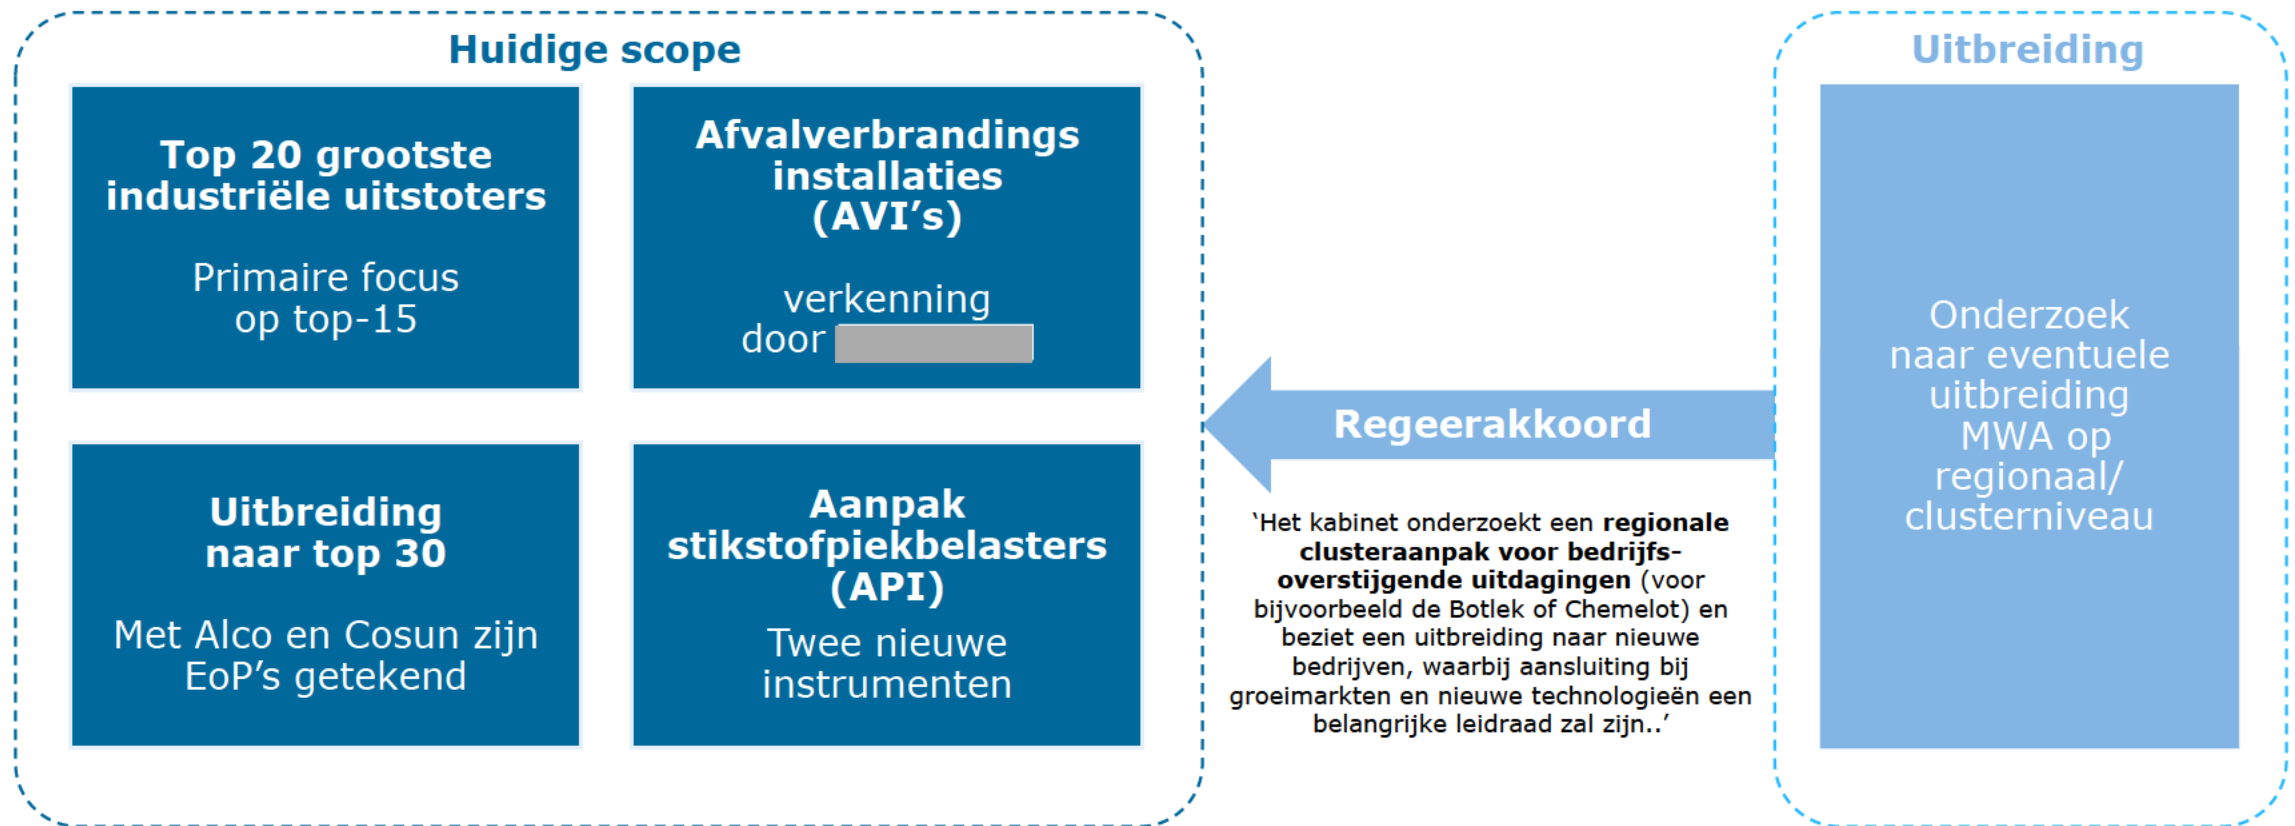 Huidige scope
Top 20 grootste
industriële uitstoters
Primaire focus
op top-15
Afvalverbrandings
installaties
(AVI’s)
verkenning
door
Uitbreiding
naar top 30
Met Alco en Cosun zijn
EoP’s getekend
Aanpak
stikstofpiekbelasters
(API)
Twee nieuwe
instrumenten
Regeerakkoord
‘Het kabinet onderzoekt een regionale
clusteraanpak voor bedrijfs-
overstijgende uitdagingen (voor
bijvoorbeeld de Botlek of Chemelot) en
beziet een uitbreiding naar nieuwe
bedrijven, waarbij aansluiting bij
groeimarkten en nieuwe technologieën een
belangrijke leidraad zal zijn..’
Uitbreiding
Onderzoek
naar eventuele
uitbreiding
MWA op
regionaal/
clusterniveau